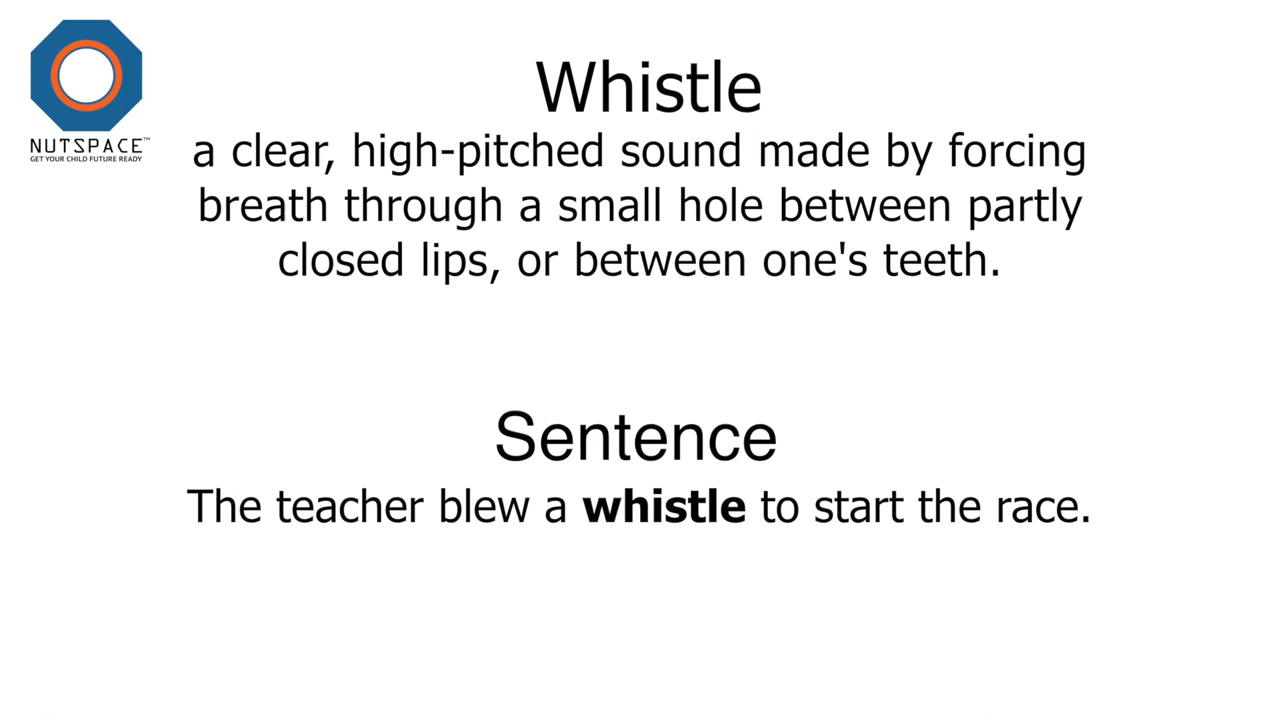 NUTSPACE™
GET YOUR CHILD FUTURE READY
Whistle
a clear, high-pitched sound made by forcing
breath through a small hole between partly
closed lips, or between one's teeth.
Sentence
The teacher blew a whistle to start the race.